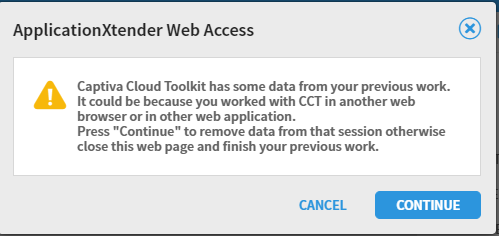 ApplicationXtender Web Access
Captiva Cloud Toolkit has some data from your previous work.
It could be because you worked with CCT in another web
browser or in other web application.
Press "Continue" to remove data from that session otherwise
close this web page and finish your previous work.
CANCEL
CONTINUE